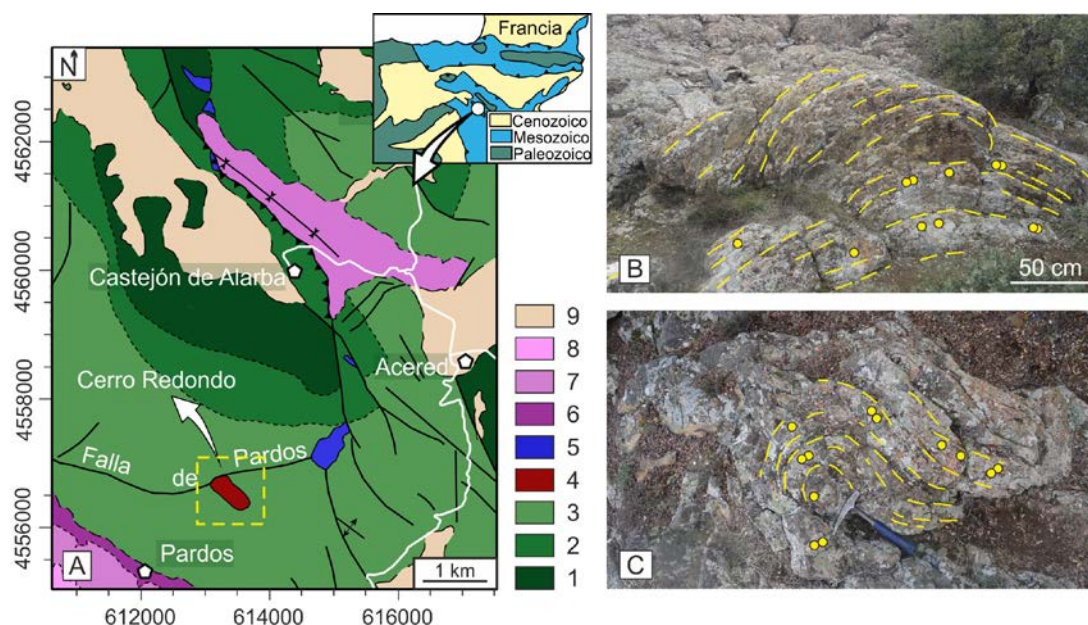 N
4562000
4560000
4558000
4556000
612000
614000
616000
Francia
Cenozoico
Mesozoico
Paleozoico
Castejón de Alarba
Acered
Cerro Redondo
Falla de Pardos
Pardos
A
1 km
9
8
7
6
5
4
3
2
1
B
50 cm
C